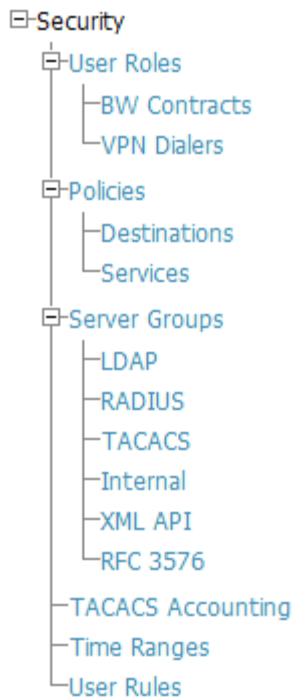 Security
User Roles
BW Contracts
VPN Dialers
Policies
Destinations
Services
Server Groups
LDAP
RADIUS
TACACS
Internal
XML API
RFC 3576
TACACS Accounting
Time Ranges
User Rules